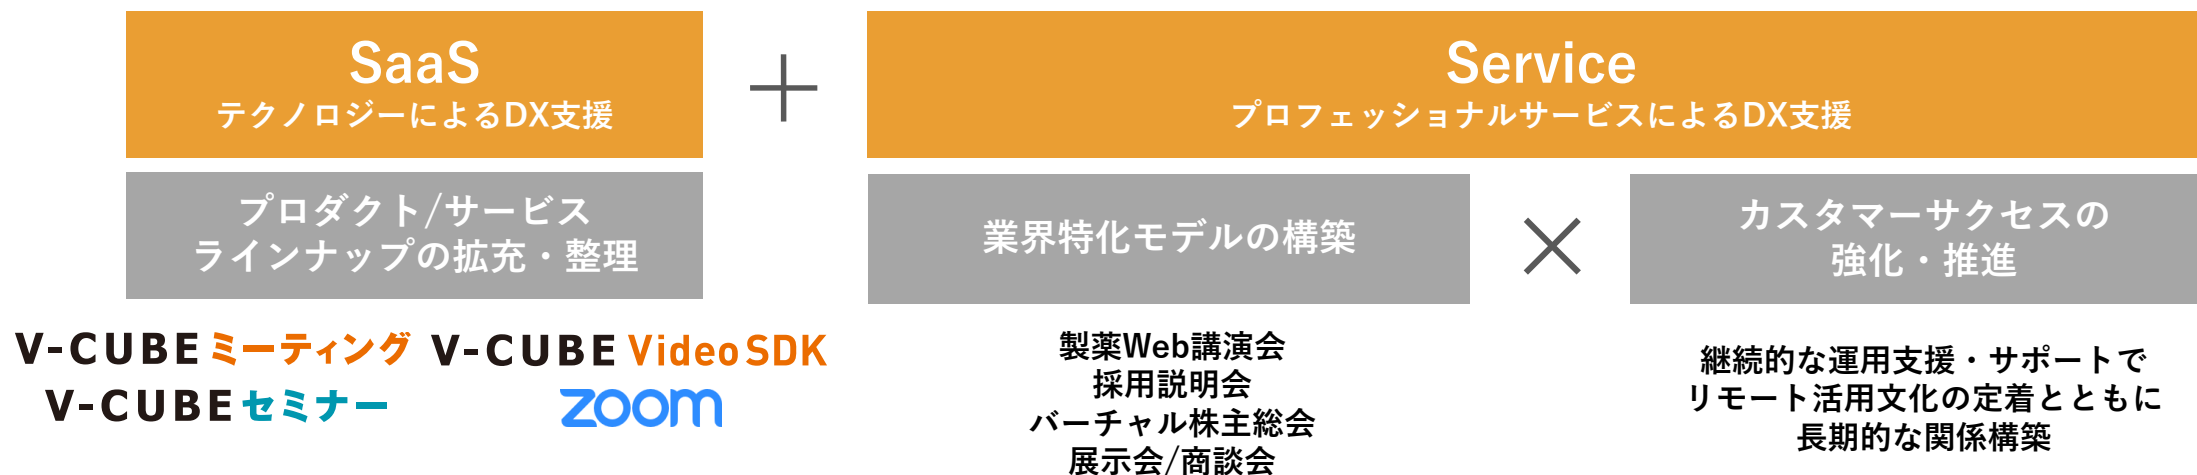 SaaS
テクノロジーによるDX支援
プロダクト/サービス
ラインナップの拡充・整理
V-CUBE ミーティング
V-CUBE Video SDK
V-CUBE セミナー
zoom
＋
Service
プロフェッショナルサービスによるDX支援
業界特化モデルの構築
製薬Web講演会
採用説明会
バーチャル株主総会
展示会/商談会
×
カスタマーサクセスの
強化・推進
継続的な運用支援・サポートで
リモート活用文化の定着とともに
長期的な関係構築